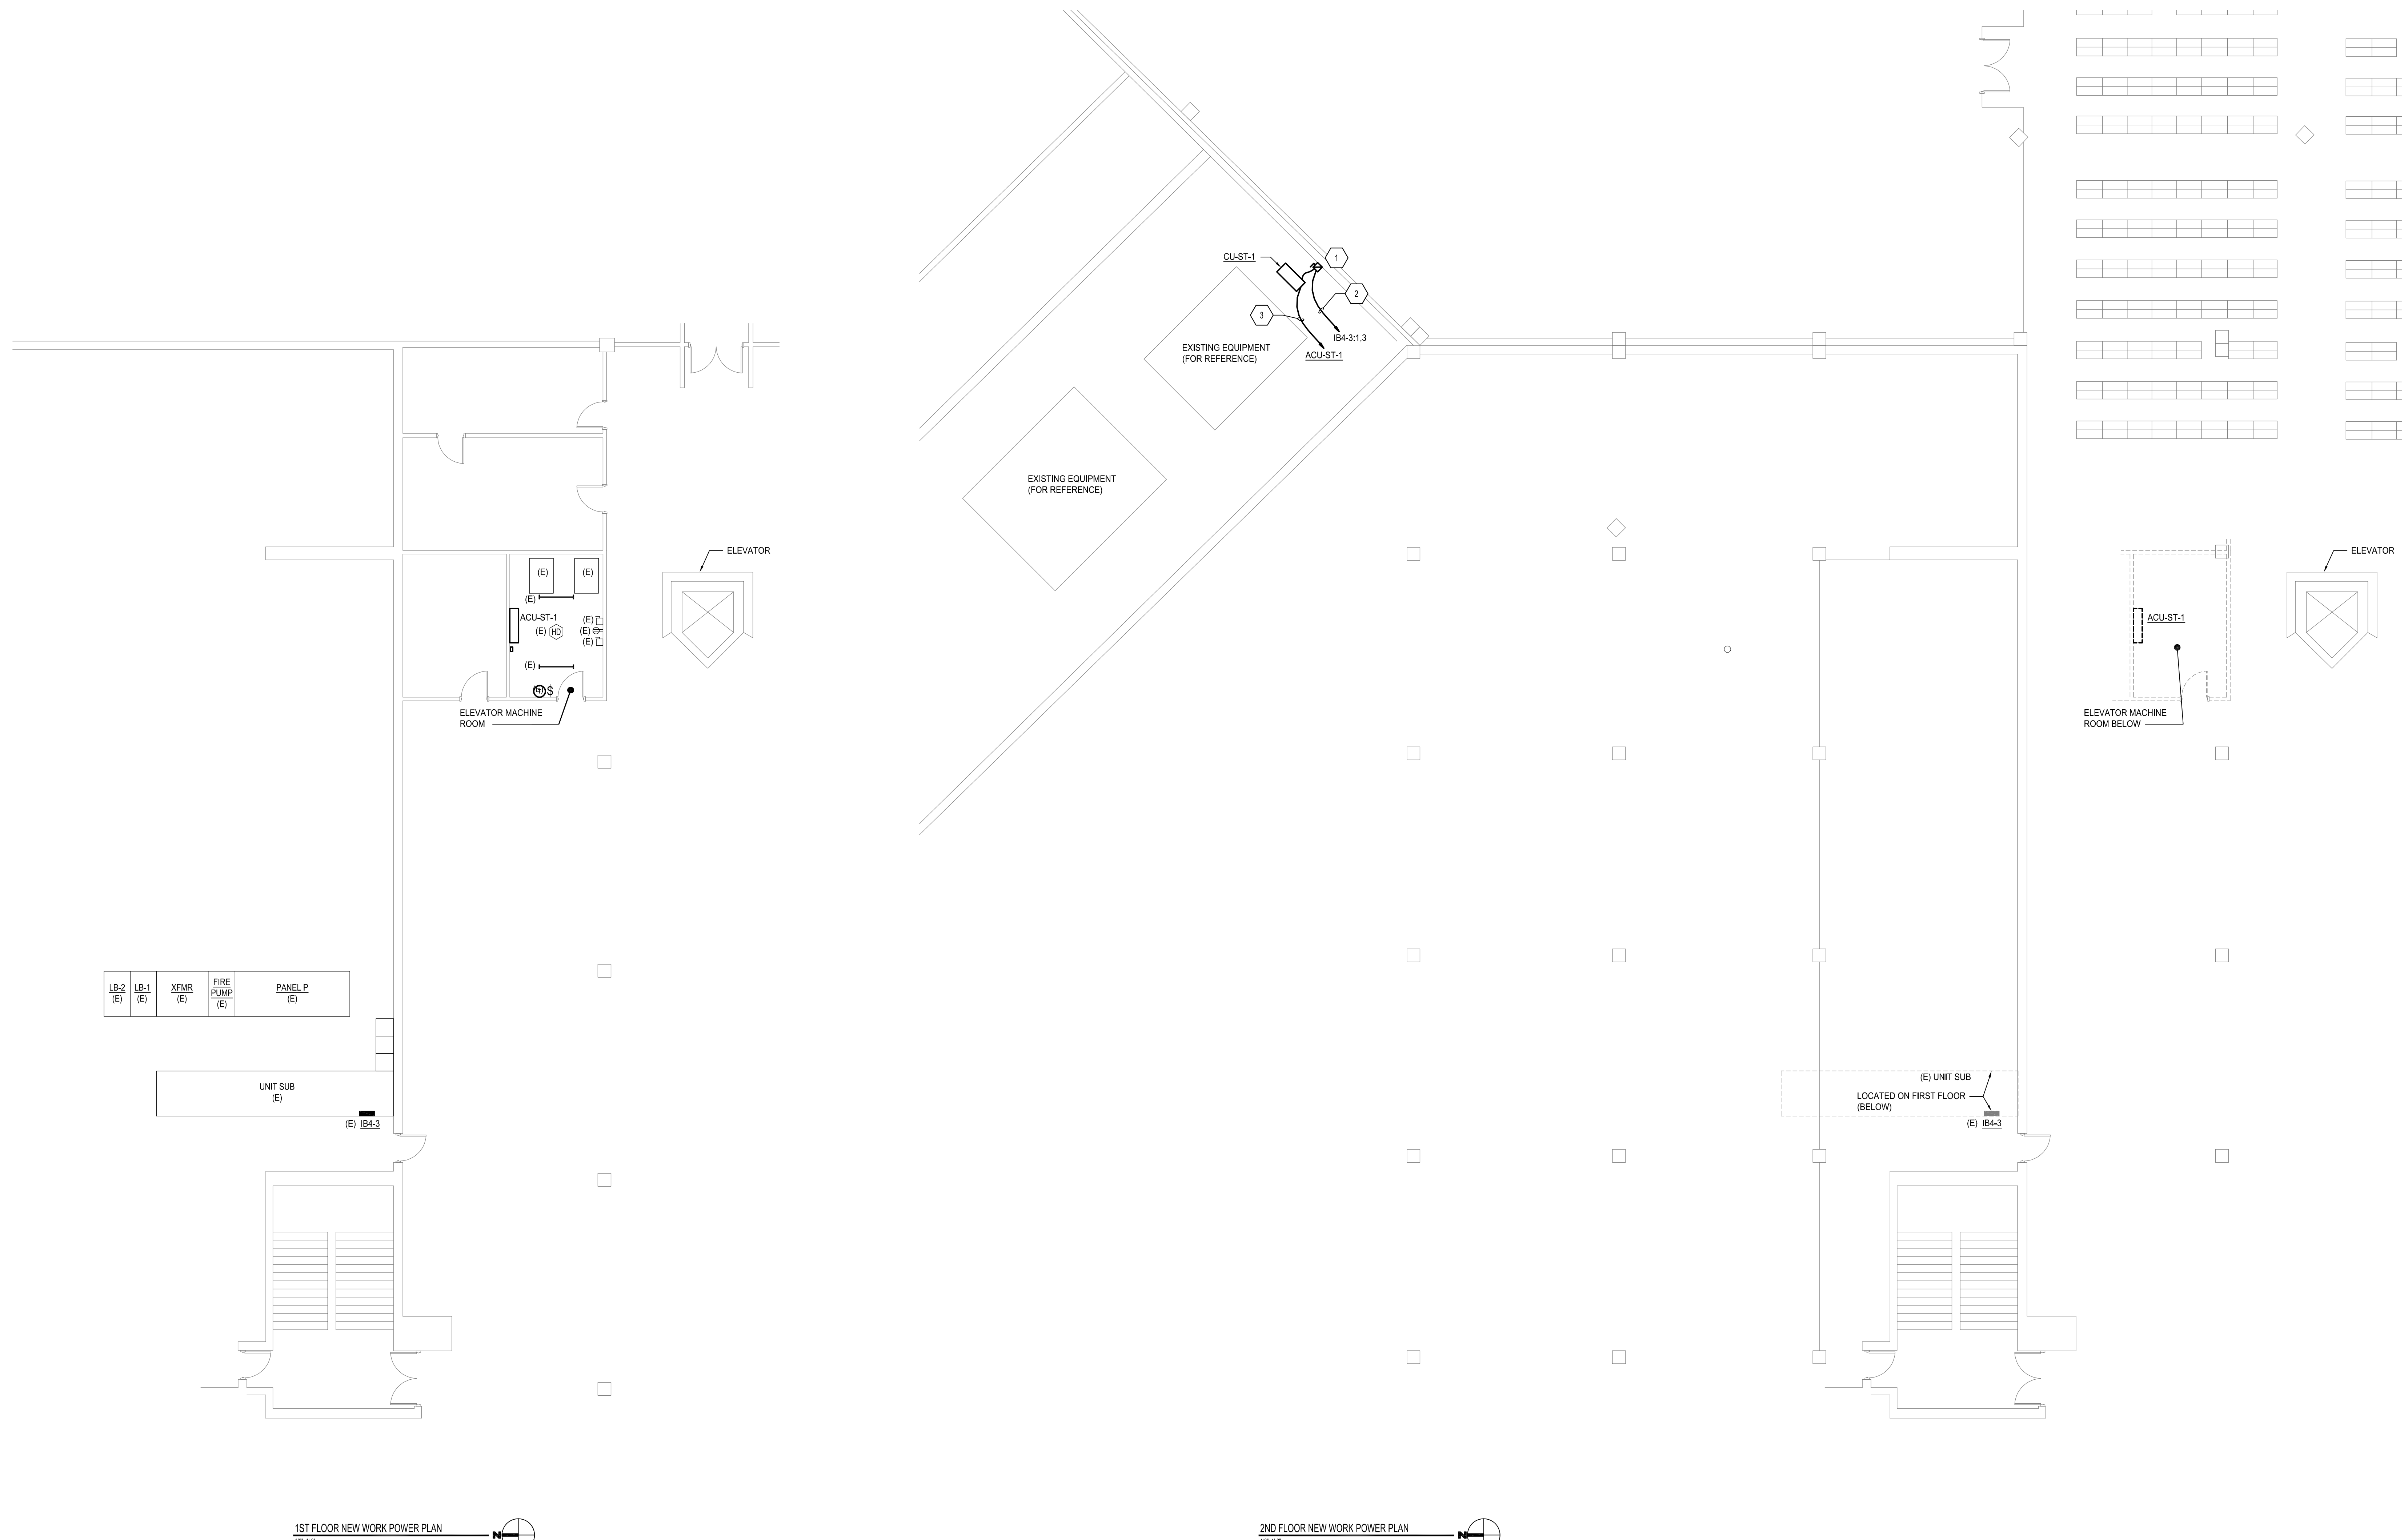 CU-ST-1
1
2
3
IB4-3:1,3
ACU-ST-1
EXISTING EQUIPMENT
(FOR REFERENCE)
EXISTING EQUIPMENT
(FOR REFERENCE)
ELEVATOR
(E)
(E)
(E)
ACU-ST-1
(E)
(E) HD
(E)
(E)
(E)
$
ELEVATOR MACHINE
ROOM
ELEVATOR
ACU-ST-1
ELEVATOR MACHINE
ROOM BELOW
LB-2
(E)
LB-1
(E)
XFMR
(E)
FIRE
PUMP
(E)
PANEL P
(E)
UNIT SUB
(E)
(E) IB4-3
(E) UNIT SUB
LOCATED ON FIRST FLOOR
(BELOW)
(E) IB4-3
1ST FLOOR NEW WORK POWER PLAN
N
2ND FLOOR NEW WORK POWER PLAN
N